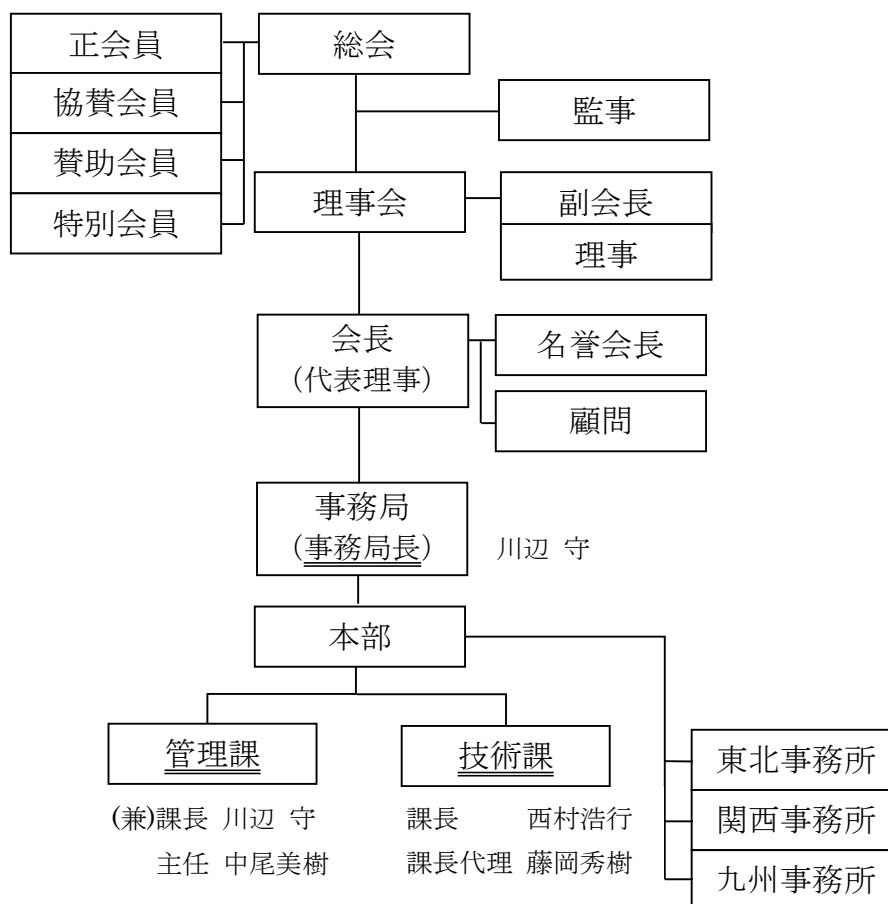 正会員
総会
協賛会員
監事
賛助会員
理事会
副会長
特別会員
理事
会長
(代表理事)
名誉会長
顧問
事務局
(事務局長)
川辺 守
本部
管理課
技術課
東北事務所
(兼)課長 川辺 守
課長 西村浩行
関西事務所
主任 中尾美樹
課長代理 藤岡秀樹
九州事務所